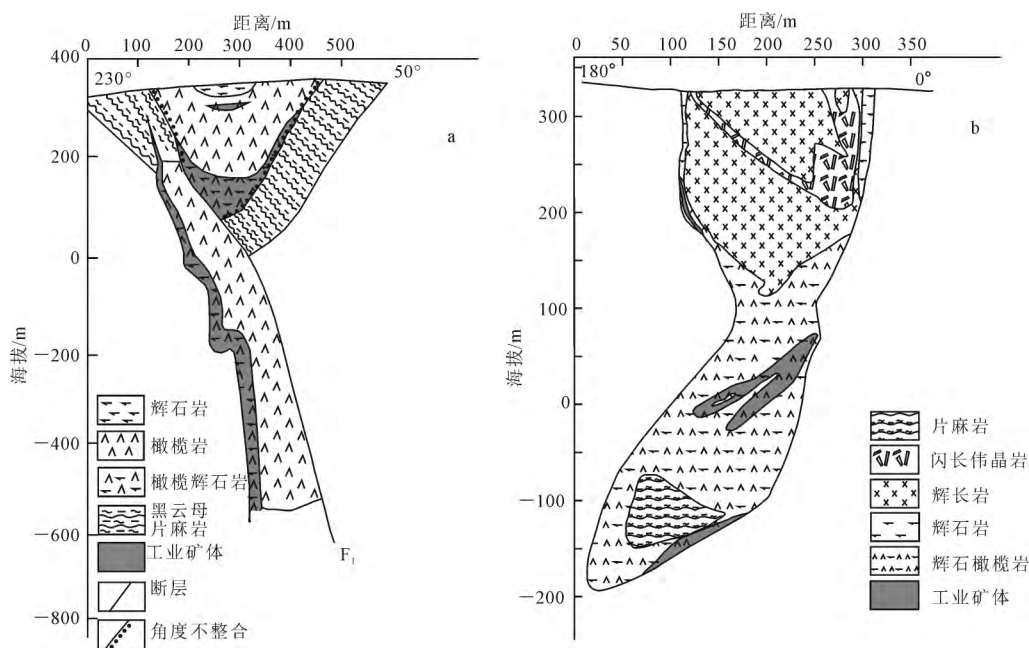 距离/m
0 100 200 300 400 500
400
230°
50°
a
200
0
海拔/m
−200
−400
−600
−800
辉石岩
橄榄岩
橄榄辉石岩
黑云母
片麻岩
工业矿体
断层
角度不整合
F₁
距离/m
0 50 100 150 200 250 300 350
180°
0°
b
300
200
100
海拔/m
0
−100
−200
片麻岩
闪长伟晶岩
辉长岩
辉石岩
辉石橄榄岩
工业矿体